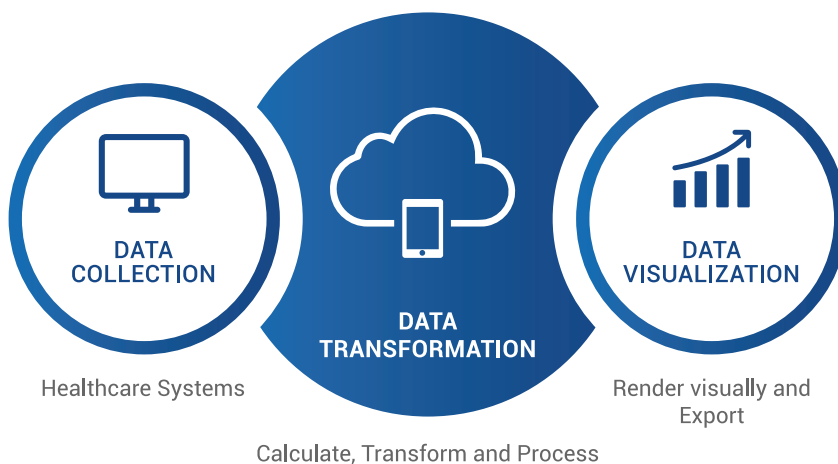 DATA
COLLECTION
Healthcare Systems
DATA
TRANSFORMATION
Calculate, Transform and Process
DATA
VISUALIZATION
Render visually and
Export